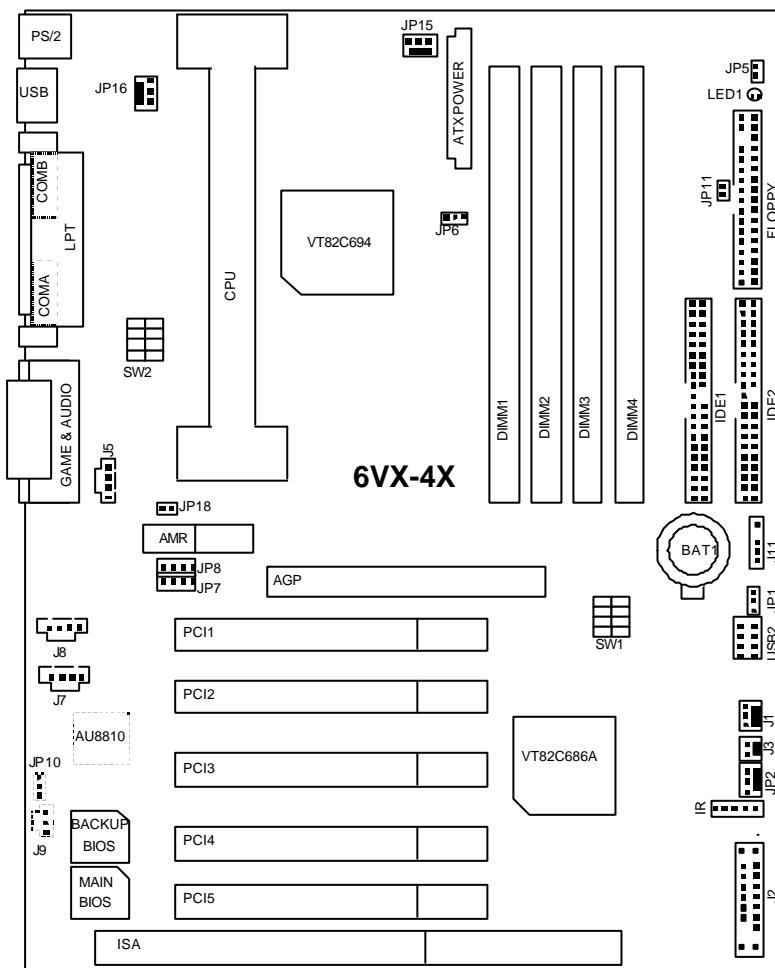 PS/2
JP15
USB
JP16
ATXPOWER
JP5
LED1
COMB
LPT
COMA
CPU
VT82C694
JP6
JP11
FLOPPY
SW2
GAME & AUDIO
J5
DIMM1
DIMM2
DIMM3
DIMM4
IDE1
IDE2
6VX-4X
JP18
AMR
JP8
JP7
AGP
BAT1
J11
JP1
USB2
SW1
J8
J7
PCI1
PCI2
AU8810
PCI3
VT82C686A
J1
J3
JP2
IR
JP10
J9
BACKUP
BIOS
PCI4
MAIN
BIOS
PCI5
J2
ISA